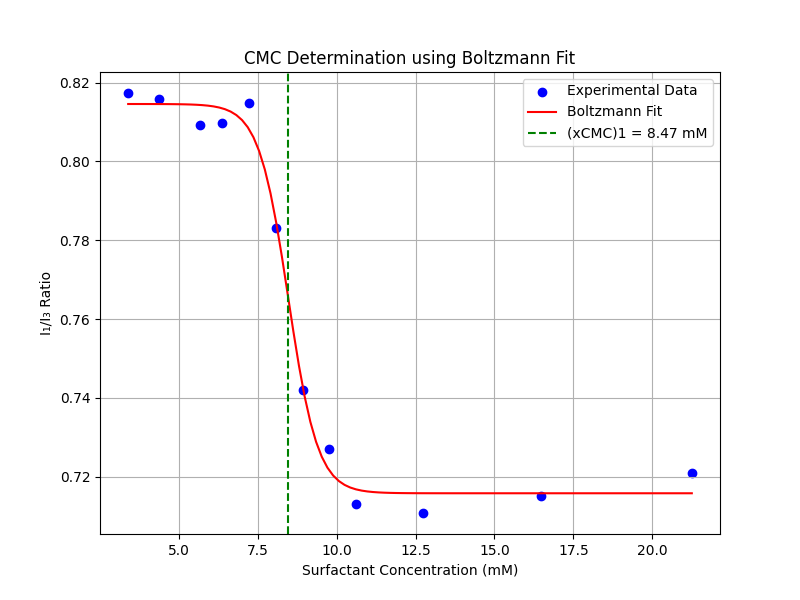 CMC Determination using Boltzmann Fit
Experimental Data
Boltzmann Fit
(xCMC)1 = 8.47 mM
I₁/I₃ Ratio
0.82
0.80
0.78
0.76
0.74
0.72
5.0 7.5 10.0 12.5 15.0 17.5 20.0
Surfactant Concentration (mM)